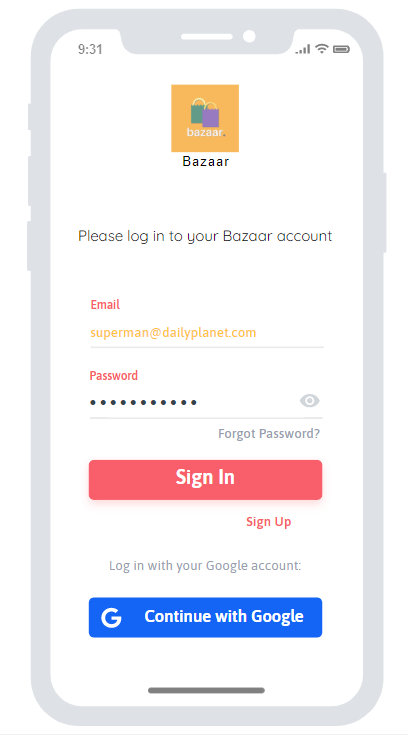 9:31
bazaar.
Bazaar
Please log in to your Bazaar account
Email
superman@dailyplanet.com
Password
•••••••••••
Forgot Password?
Sign In
Sign Up
Log in with your Google account:
G Continue with Google